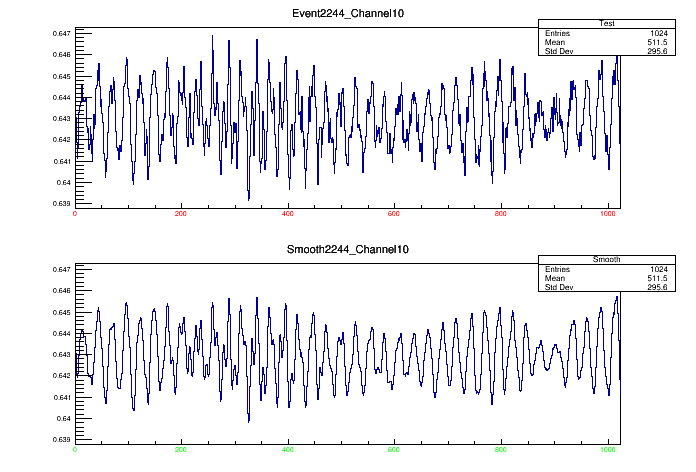 Event2244_Channel10
Test
Entries 1024
Mean 511.5
Std Dev 295.6
0.647
0.646
0.645
0.644
0.643
0.642
0.641
0.64
0.639
0 200 400 600 800 1000
Smooth2244_Channel10
Smooth
Entries 1024
Mean 511.5
Std Dev 295.6
0.647
0.646
0.645
0.644
0.643
0.642
0.641
0.64
0.639
0 200 400 600 800 1000